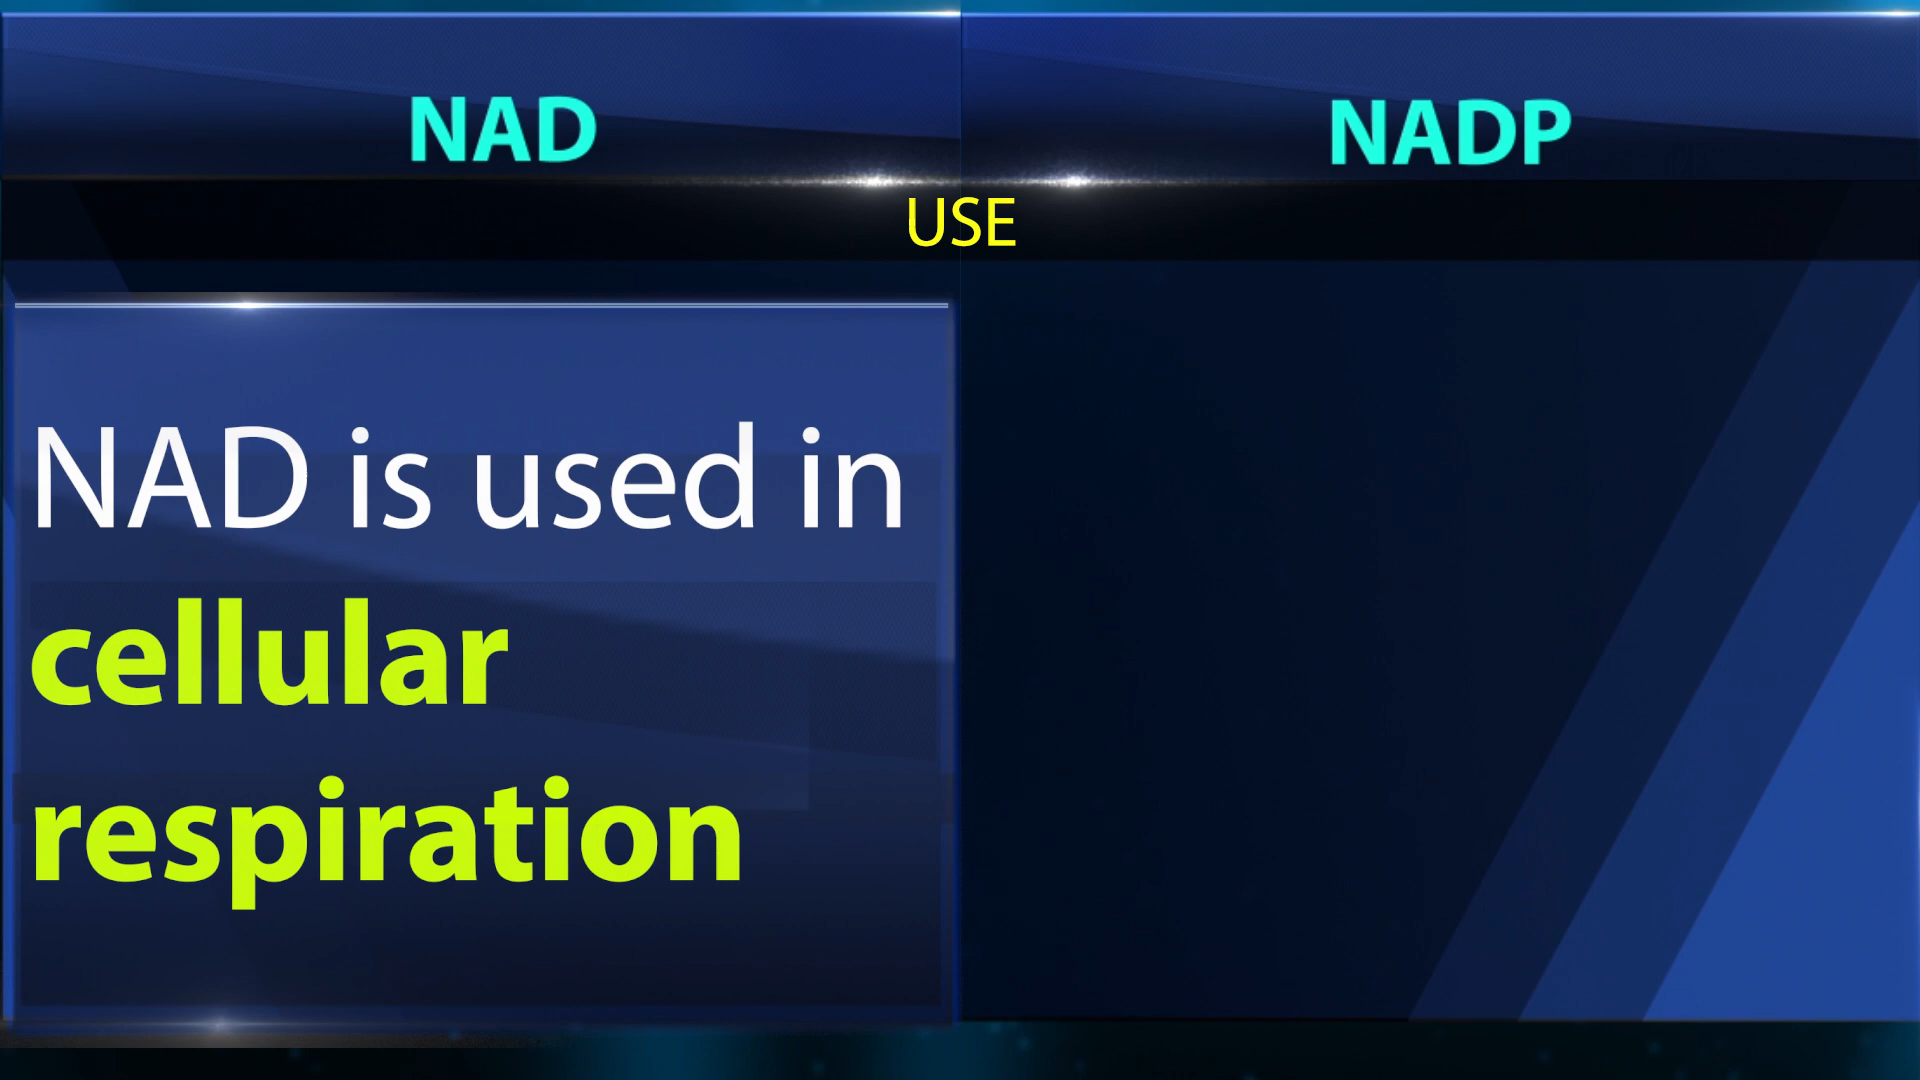 NAD
NADP
USE
NAD is used in
cellular
respiration